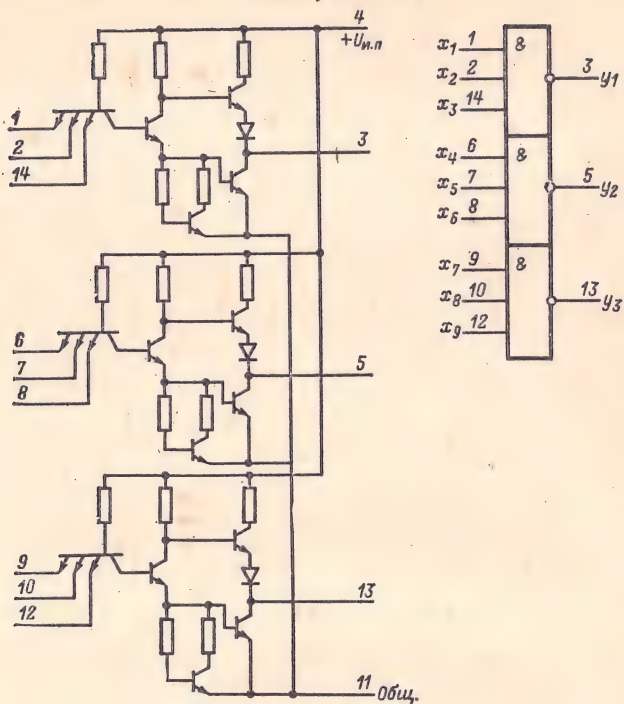 4
+Uи.п
1
2
14
3
6
7
8
5
9
10
12
13
11 Общ.
x₁ 1 &
x₂ 2
x₃ 14
3 y1
x₄ 6 &
x₅ 7
x₆ 8
5 y2
x₇ 9 &
x₈ 10
x₉ 12
13 y₃